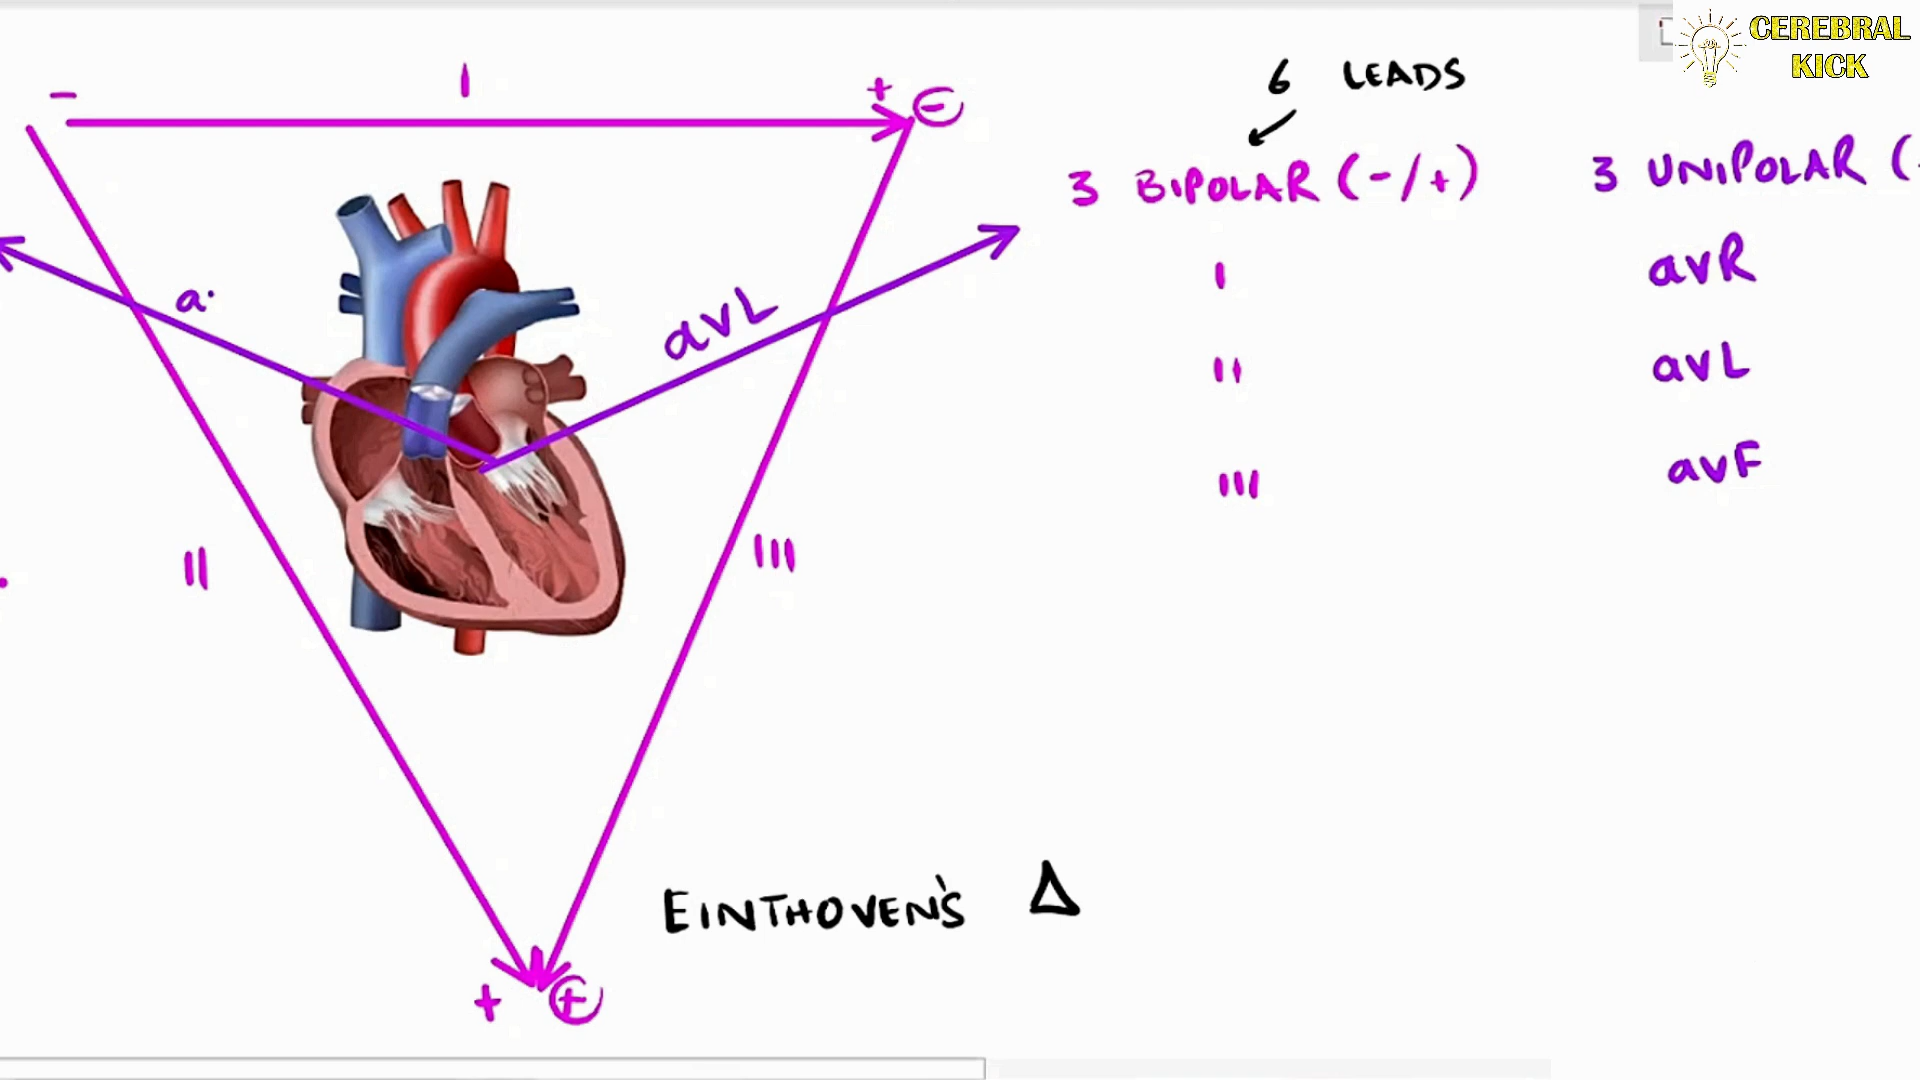 CEREBRAL
KICK
6 LEADS
3 BIPOLAR (-/+)
3 UNIPOLAR (
I
II
III
avR
avL
avF
- I + -
a
avL
II
III
EINTHOVEN'S Δ
+ +